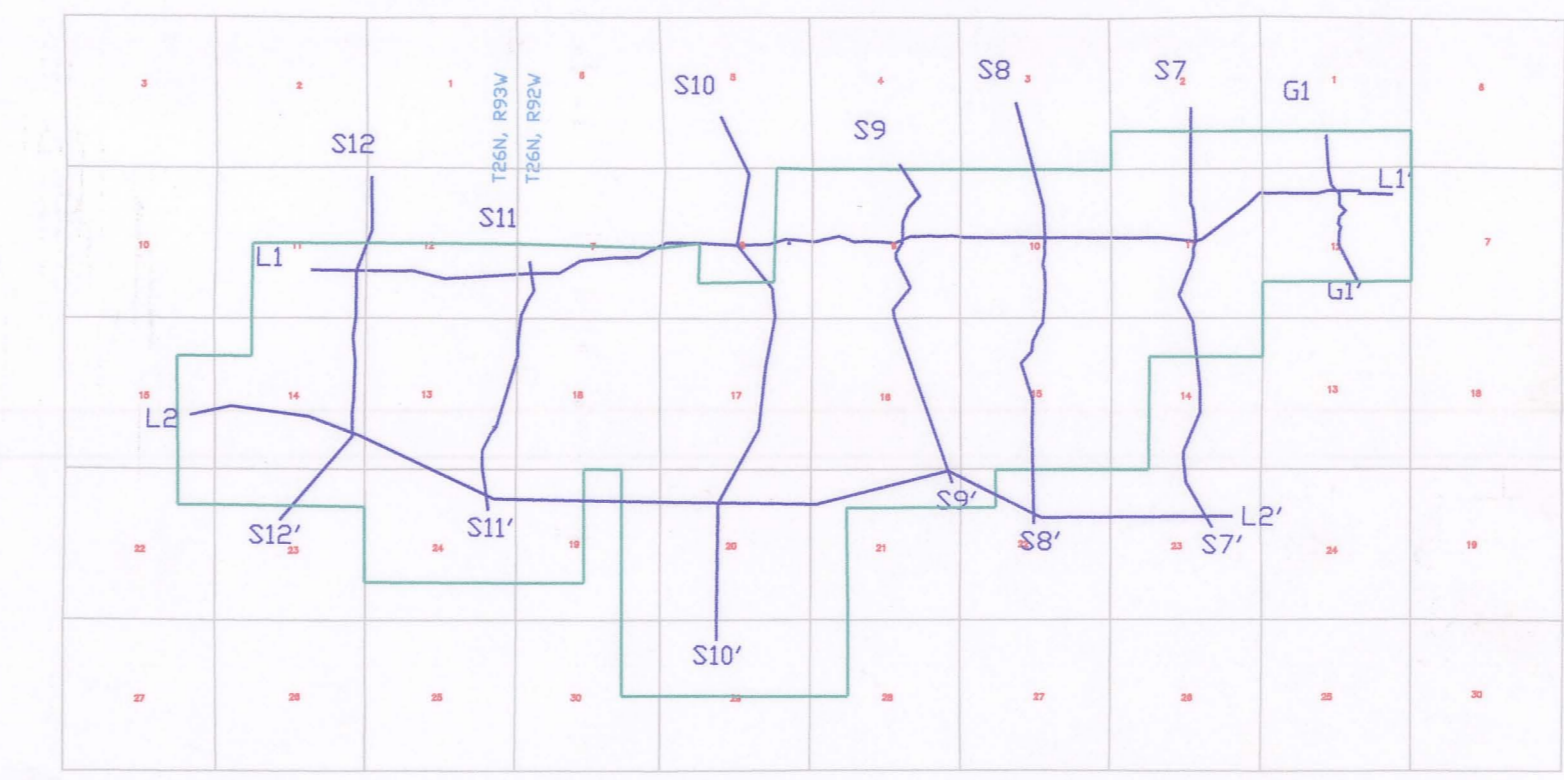 3 2 1 6 5 4 3 2 1 6
T26N, R93W
T26N, R92W
S12 S11 S10 S9 S8 S7 G1
L1 L1'
10 11 12 7 8 9 10 11 12 7
G1'
15 14 13 18 17 16 15 14 13 18
L2
S12' S11' S9' S8' S7' L2'
22 23 24 19 20 21 22 23 24 19
S10'
27 26 25 30 29 28 27 26 25 30